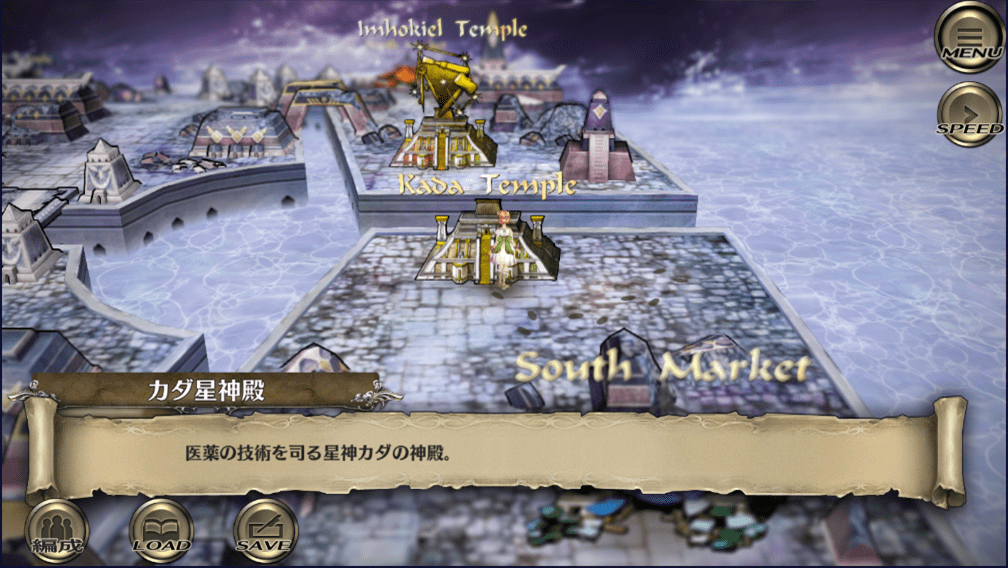 Imhokiel Temple
MENU
SPEED
Kada Temple
South Market
カダ星神殿
医薬の技術を司る星神カダの神殿。
編成
LOAD
SAVE